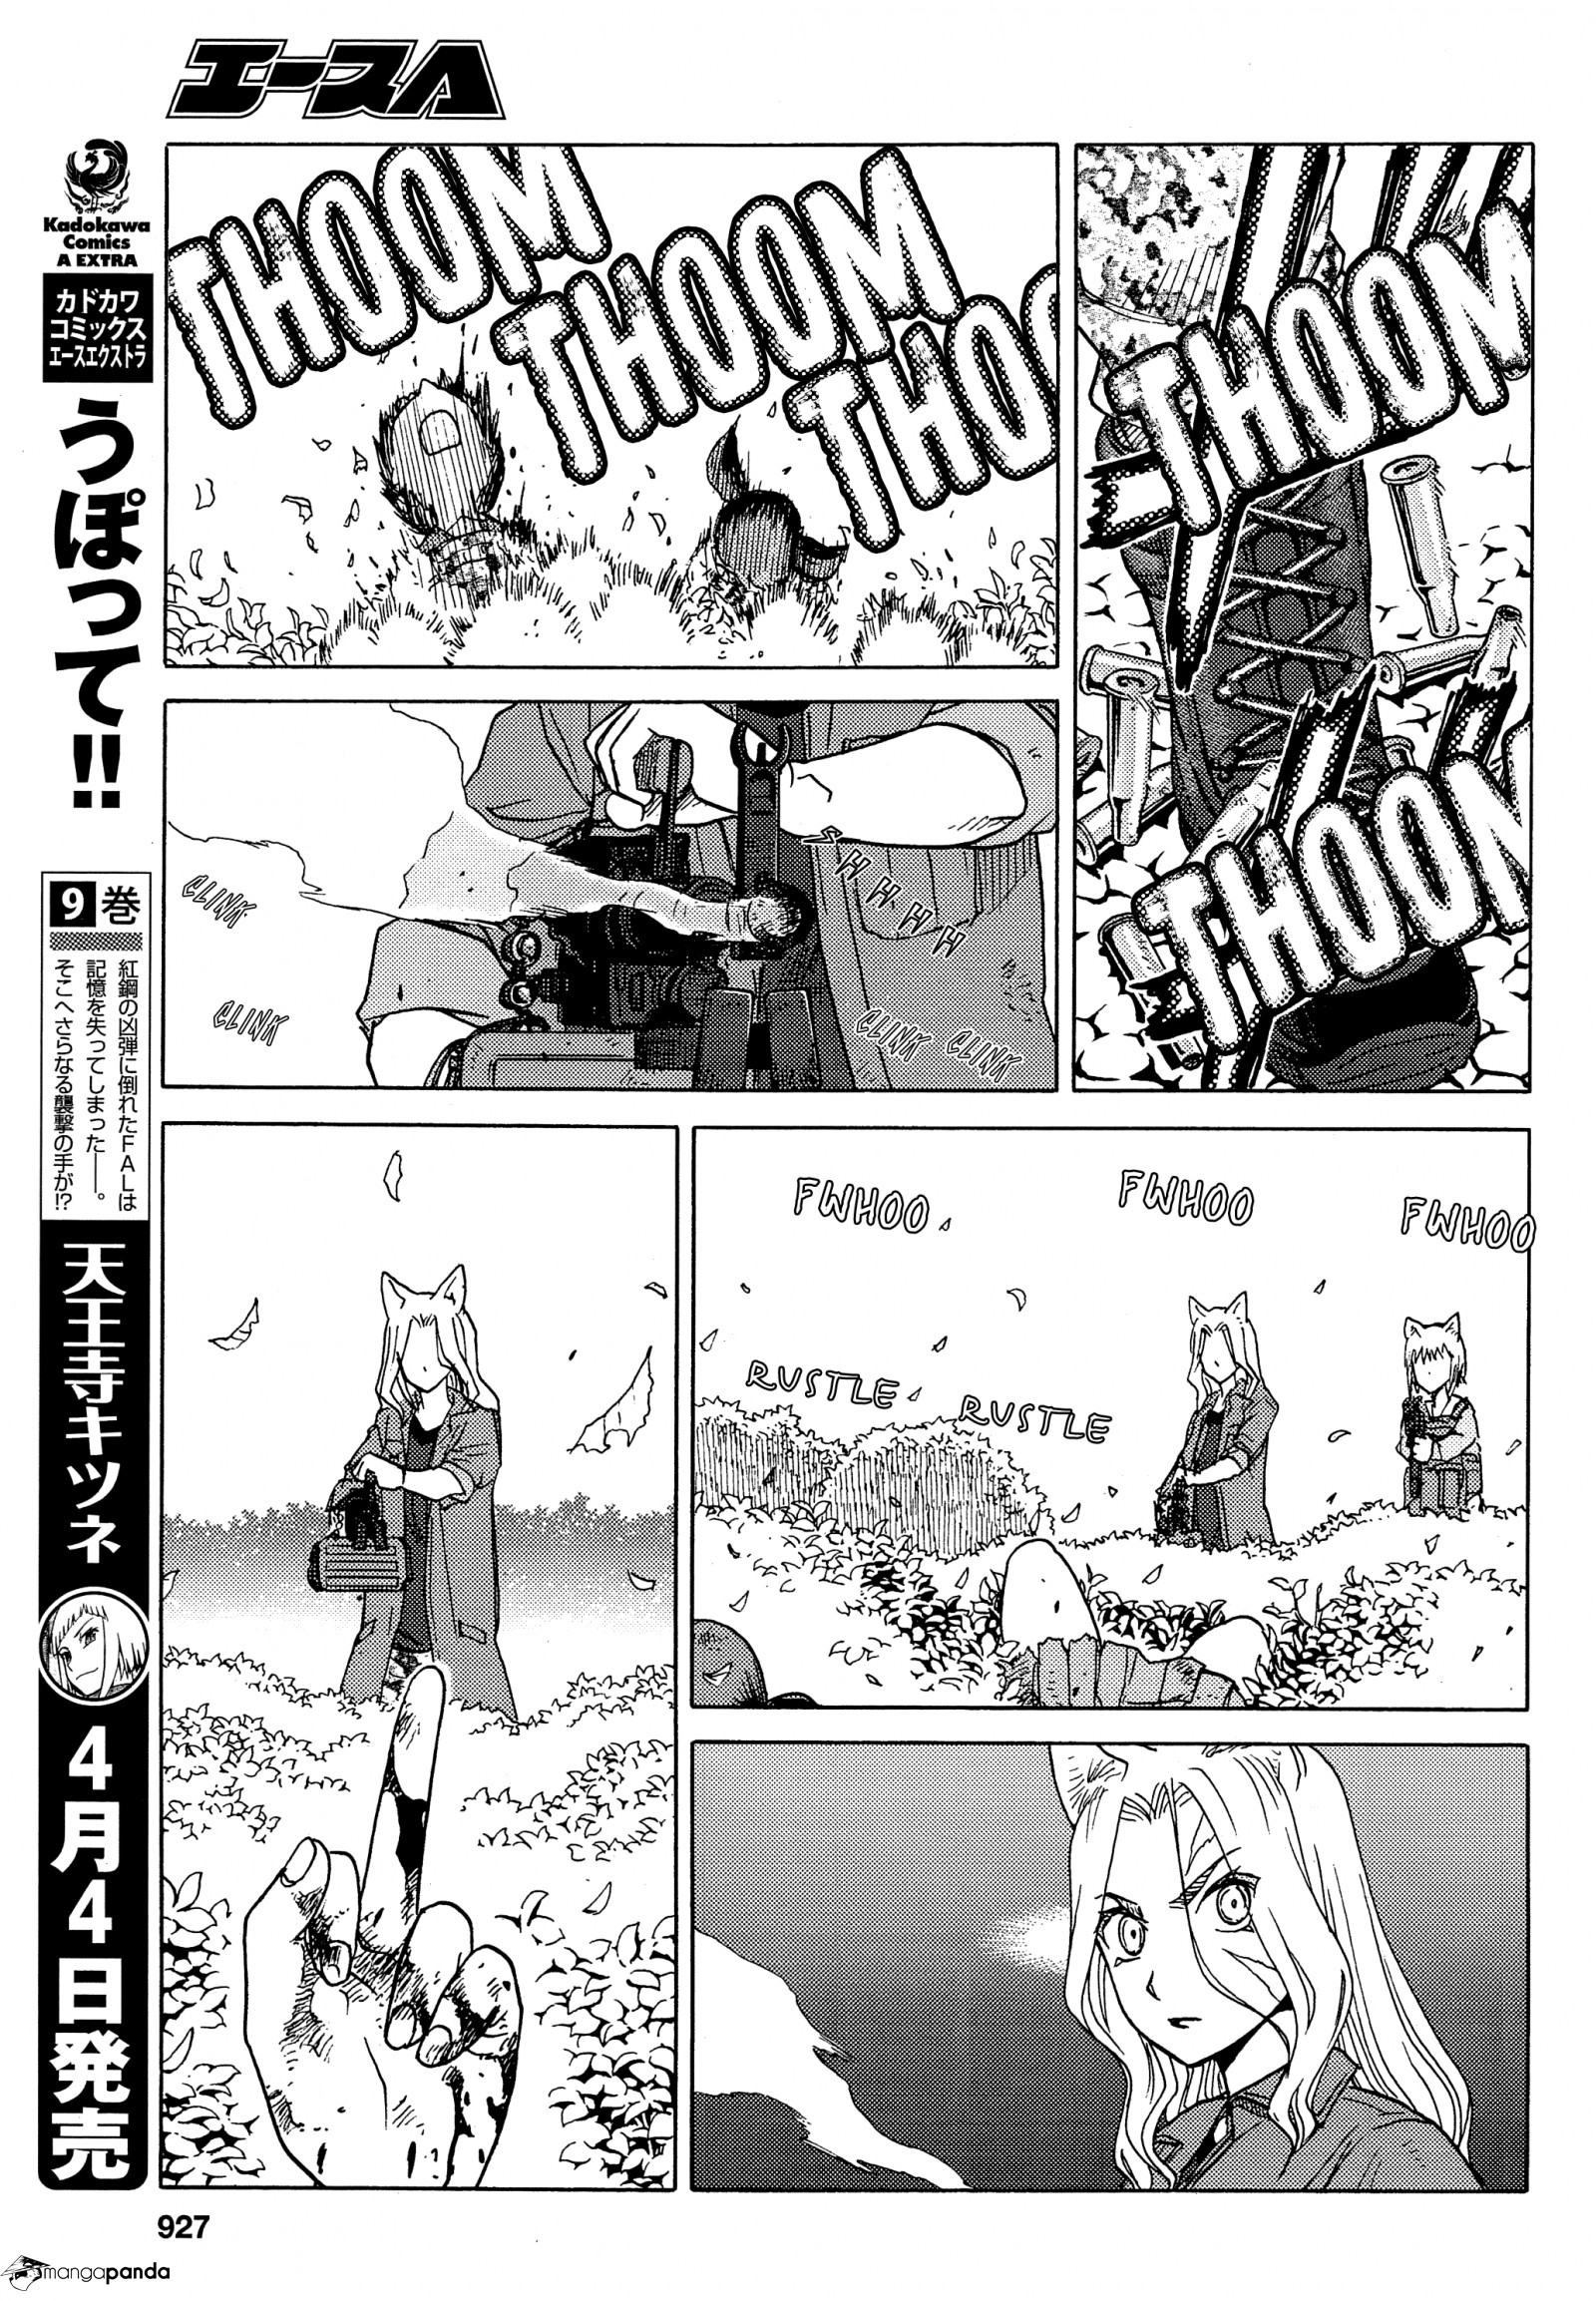 エースA
Kadokawa
Comics
A EXTRA
カドカワ
コミックス
エースエクストラ
うぽって!!
9巻
紅鋼の凶弾に倒れたFALは
記憶を失ってしまった――。
そこへさらなる襲撃の手が!?
天王寺キツネ
4月4日発売
THOOM
THOOM
THOOM
THOOM
THOO
CLINK
CLINK
SHHHHH
CLINK
CLINK
FWHOO
FWHOO
FWHOO
RUSTLE
RUSTLE
927
mangapanda